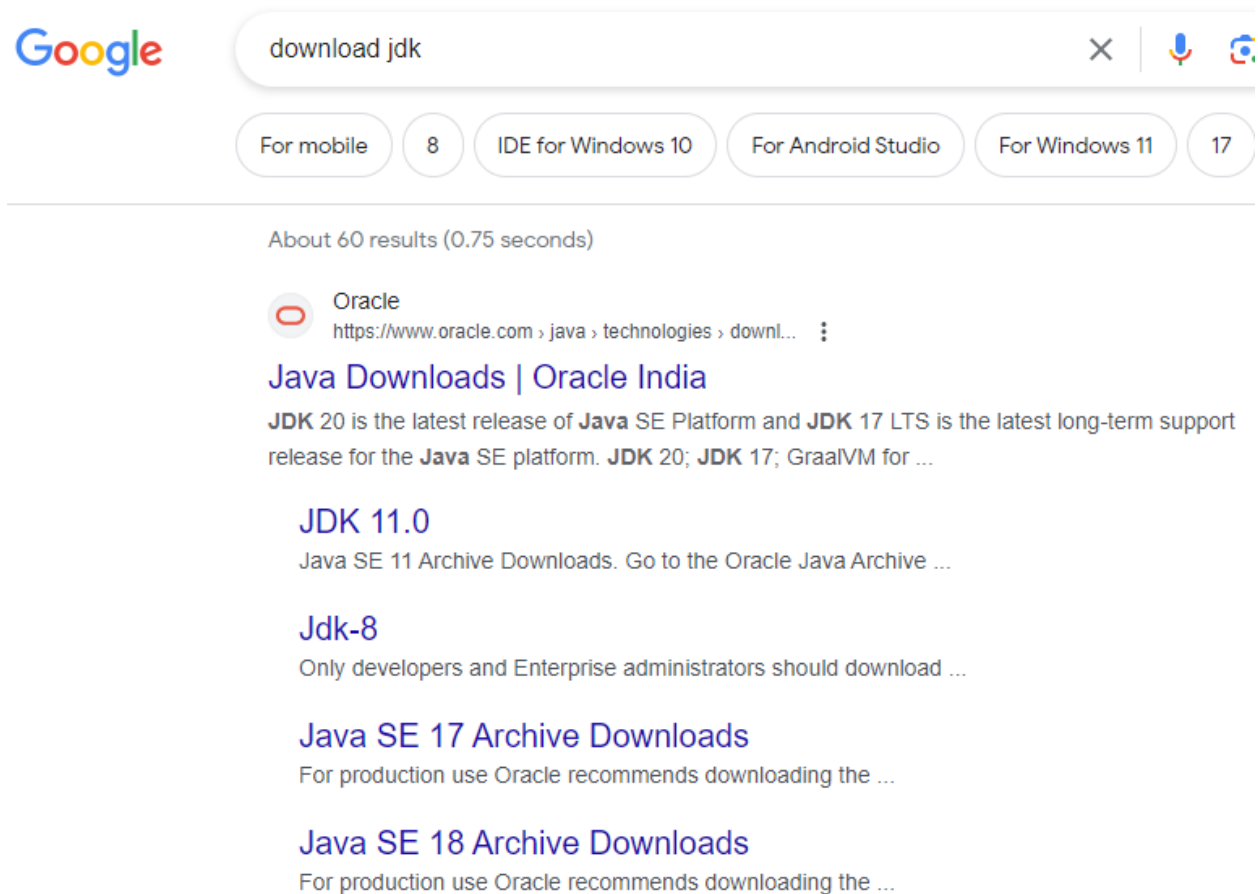 Google
download jdk
For mobile
8
IDE for Windows 10
For Android Studio
For Windows 11
17
About 60 results (0.75 seconds)
Oracle
https://www.oracle.com › java › technologies › downl...
Java Downloads | Oracle India
JDK 20 is the latest release of Java SE Platform and JDK 17 LTS is the latest long-term support
release for the Java SE platform. JDK 20; JDK 17; GraalVM for ...
JDK 11.0
Java SE 11 Archive Downloads. Go to the Oracle Java Archive ...
Jdk-8
Only developers and Enterprise administrators should download ...
Java SE 17 Archive Downloads
For production use Oracle recommends downloading the ...
Java SE 18 Archive Downloads
For production use Oracle recommends downloading the ...